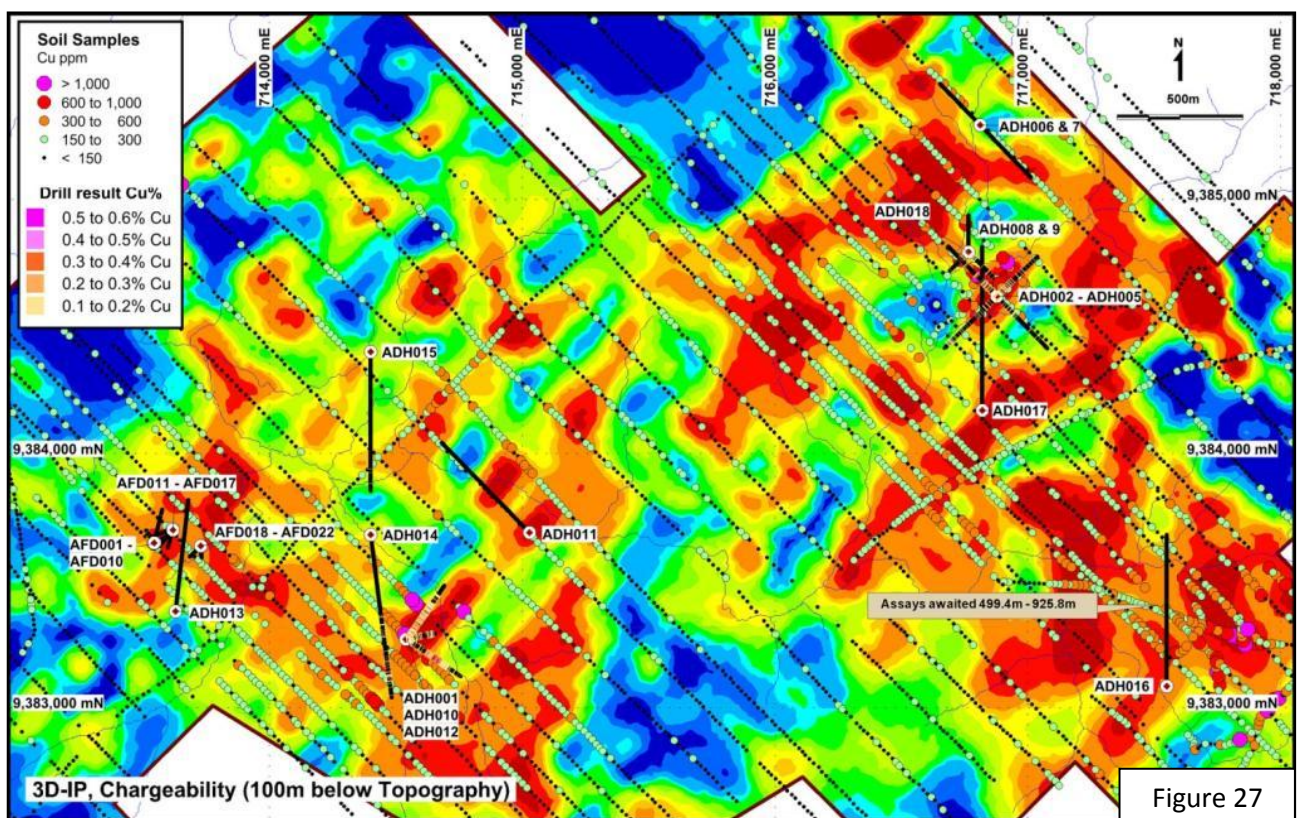 Soil Samples
Cu ppm
> 1,000
600 to 1,000
300 to 600
150 to 300
< 150
Drill result Cu%
0.5 to 0.6% Cu
0.4 to 0.5% Cu
0.3 to 0.4% Cu
0.2 to 0.3% Cu
0.1 to 0.2% Cu
714,000 mE
715,000 mE
716,000 mE
717,000 mE
718,000 mE
N
500m
ADH006 & 7
9,385,000 mN
ADH018
ADH008 & 9
ADH002 - ADH005
ADH015
ADH017
9,384,000 mN
9,384,000 mN
AFD011 - AFD017
AFD001 -
AFD010
AFD018 - AFD022
ADH014
ADH011
ADH013
Assays awaited 499.4m - 925.8m
ADH016
9,383,000 mN
9,383,000 mN
ADH001
ADH010
ADH012
3D-IP, Chargeability (100m below Topography)
Figure 27